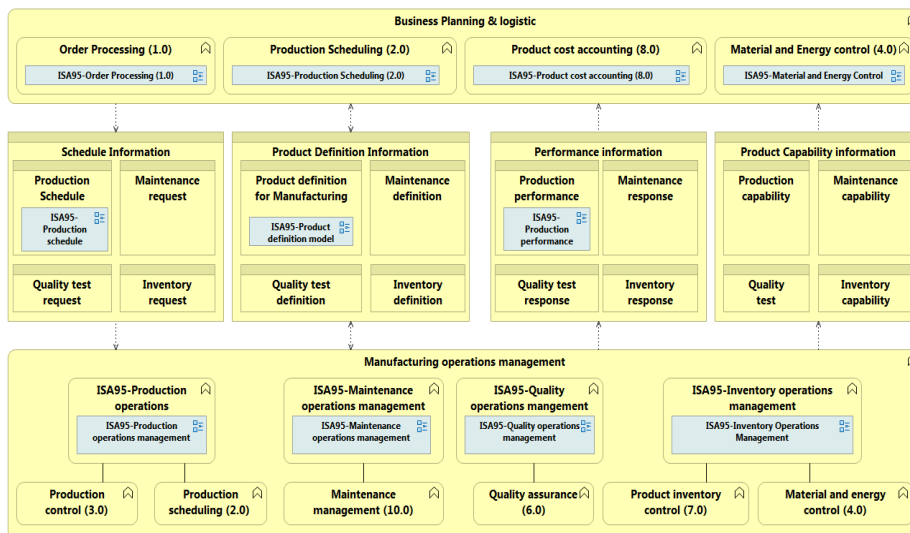 Business Planning & logistic
Order Processing (1.0)
ISA95-Order Processing (1.0)
Production Scheduling (2.0)
ISA95-Production Scheduling (2.0)
Product cost accounting (8.0)
ISA95-Product cost accounting (8.0)
Material and Energy control (4.0)
ISA95-Material and Energy Control
Schedule Information
Production
Schedule
ISA95-
Production
schedule
Maintenance
request
Quality test
request
Inventory
request
Product Definition Information
Product definition
for Manufacturing
ISA95-Product
definition model
Maintenance
definition
Quality test
definition
Inventory
definition
Performance information
Production
performance
ISA95-
Production
performance
Maintenance
response
Quality test
response
Inventory
response
Product Capability information
Production
capability
Maintenance
capability
Quality
test
Inventory
capability
Manufacturing operations management
ISA95-Production
operations
ISA95-Production
operations management
ISA95-Maintenance
operations management
ISA95-Maintenance
operations management
ISA95-Quality
operations management
ISA95-Quality operations
management
ISA95-Inventory operations
management
ISA95-Inventory Operations
Management
Production
control (3.0)
Production
scheduling (2.0)
Maintenance
management (10.0)
Quality assurance
(6.0)
Product inventory
control (7.0)
Material and energy
control (4.0)